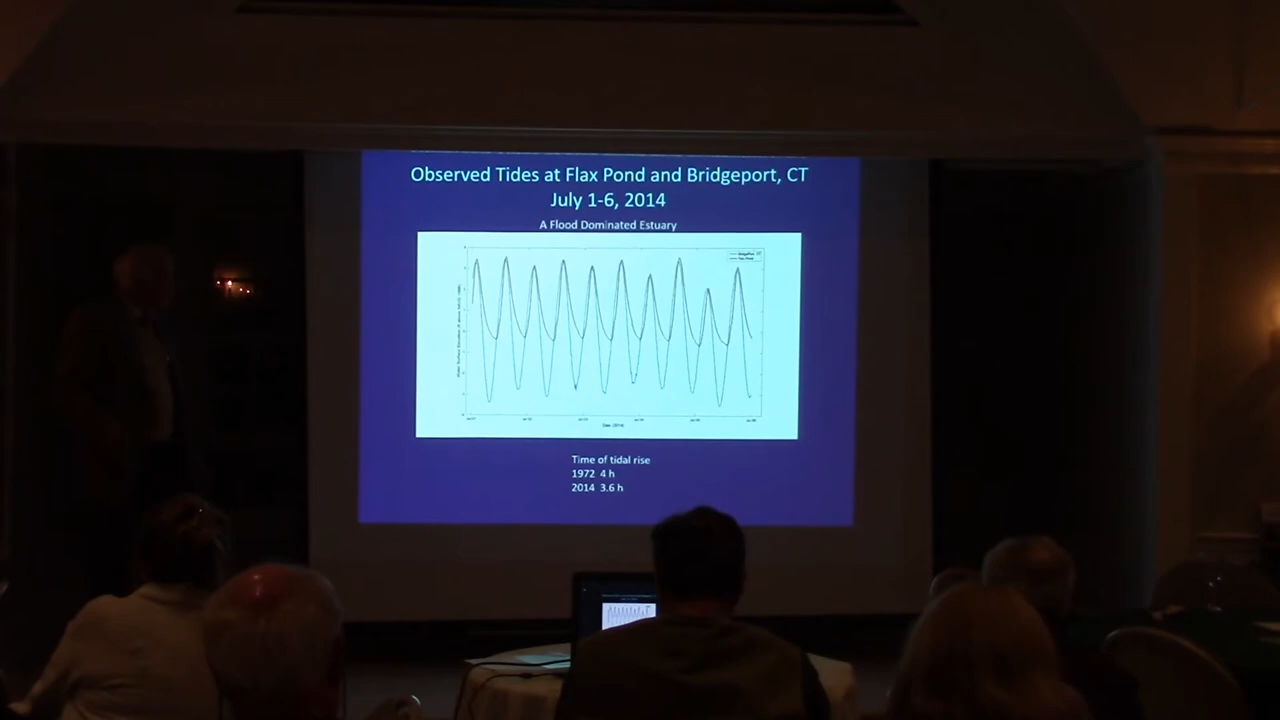 Observed Tides at Flax Pond and Bridgeport, CT
July 1-6, 2014
A Flood Dominated Estuary
Time of tidal rise
1972 4 h
2014 3.6 h